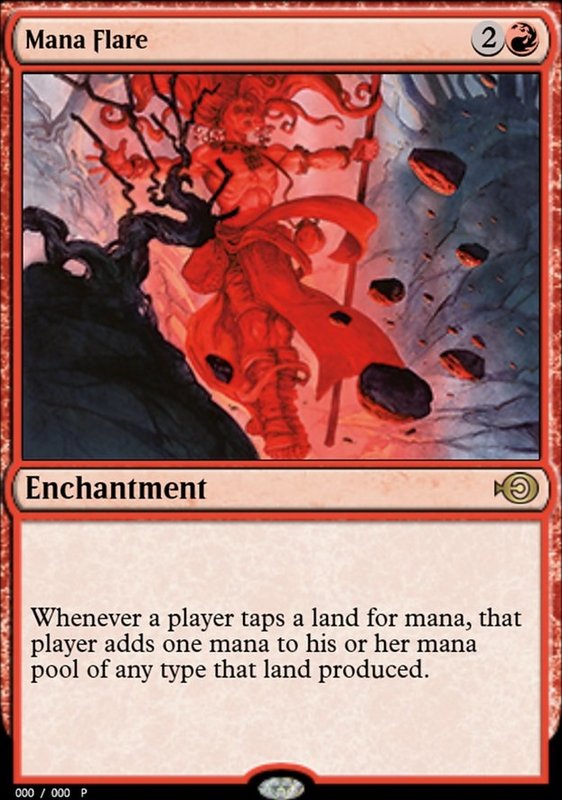 Mana Flare
2
Enchantment
Whenever a player taps a land for mana, that
player adds one mana to his or her mana
pool of any type that land produced.
000 / 000 P